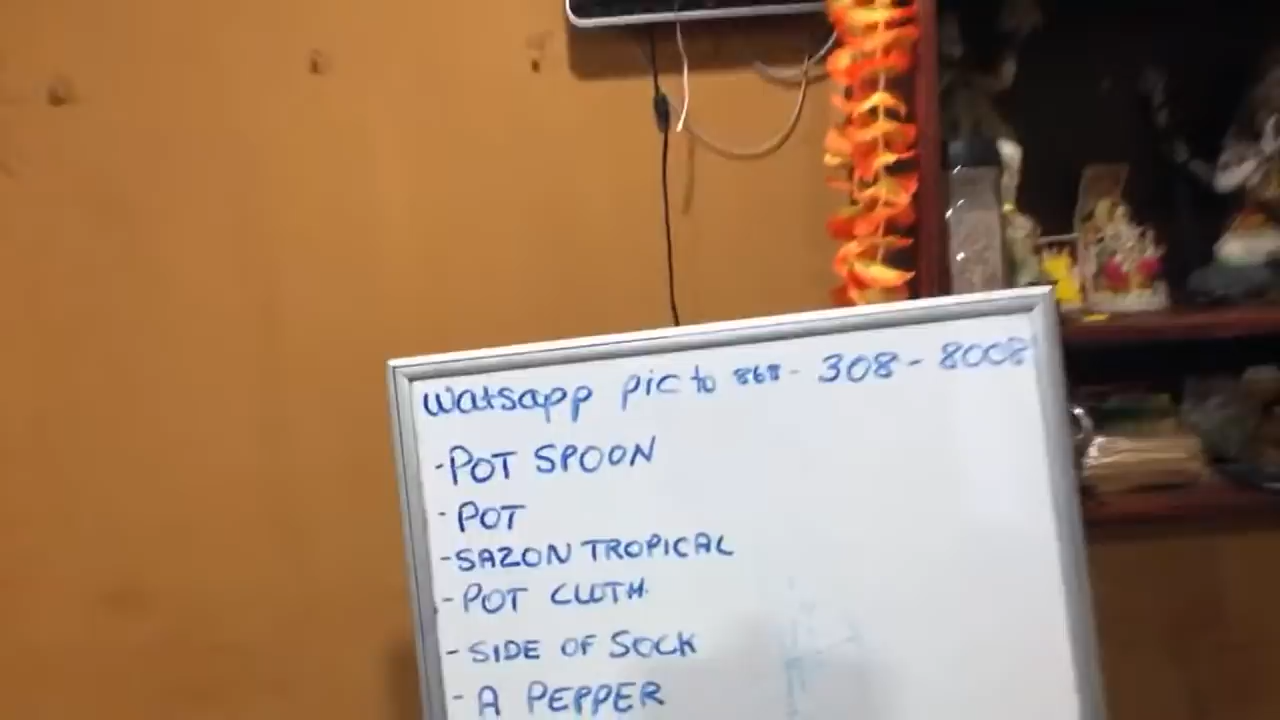 watsapp pic to 868-308-8008
-POT SPOON
-POT
-SAZON TROPICAL
-POT CLOTH
-SIDE OF SOCK
-A PEPPER